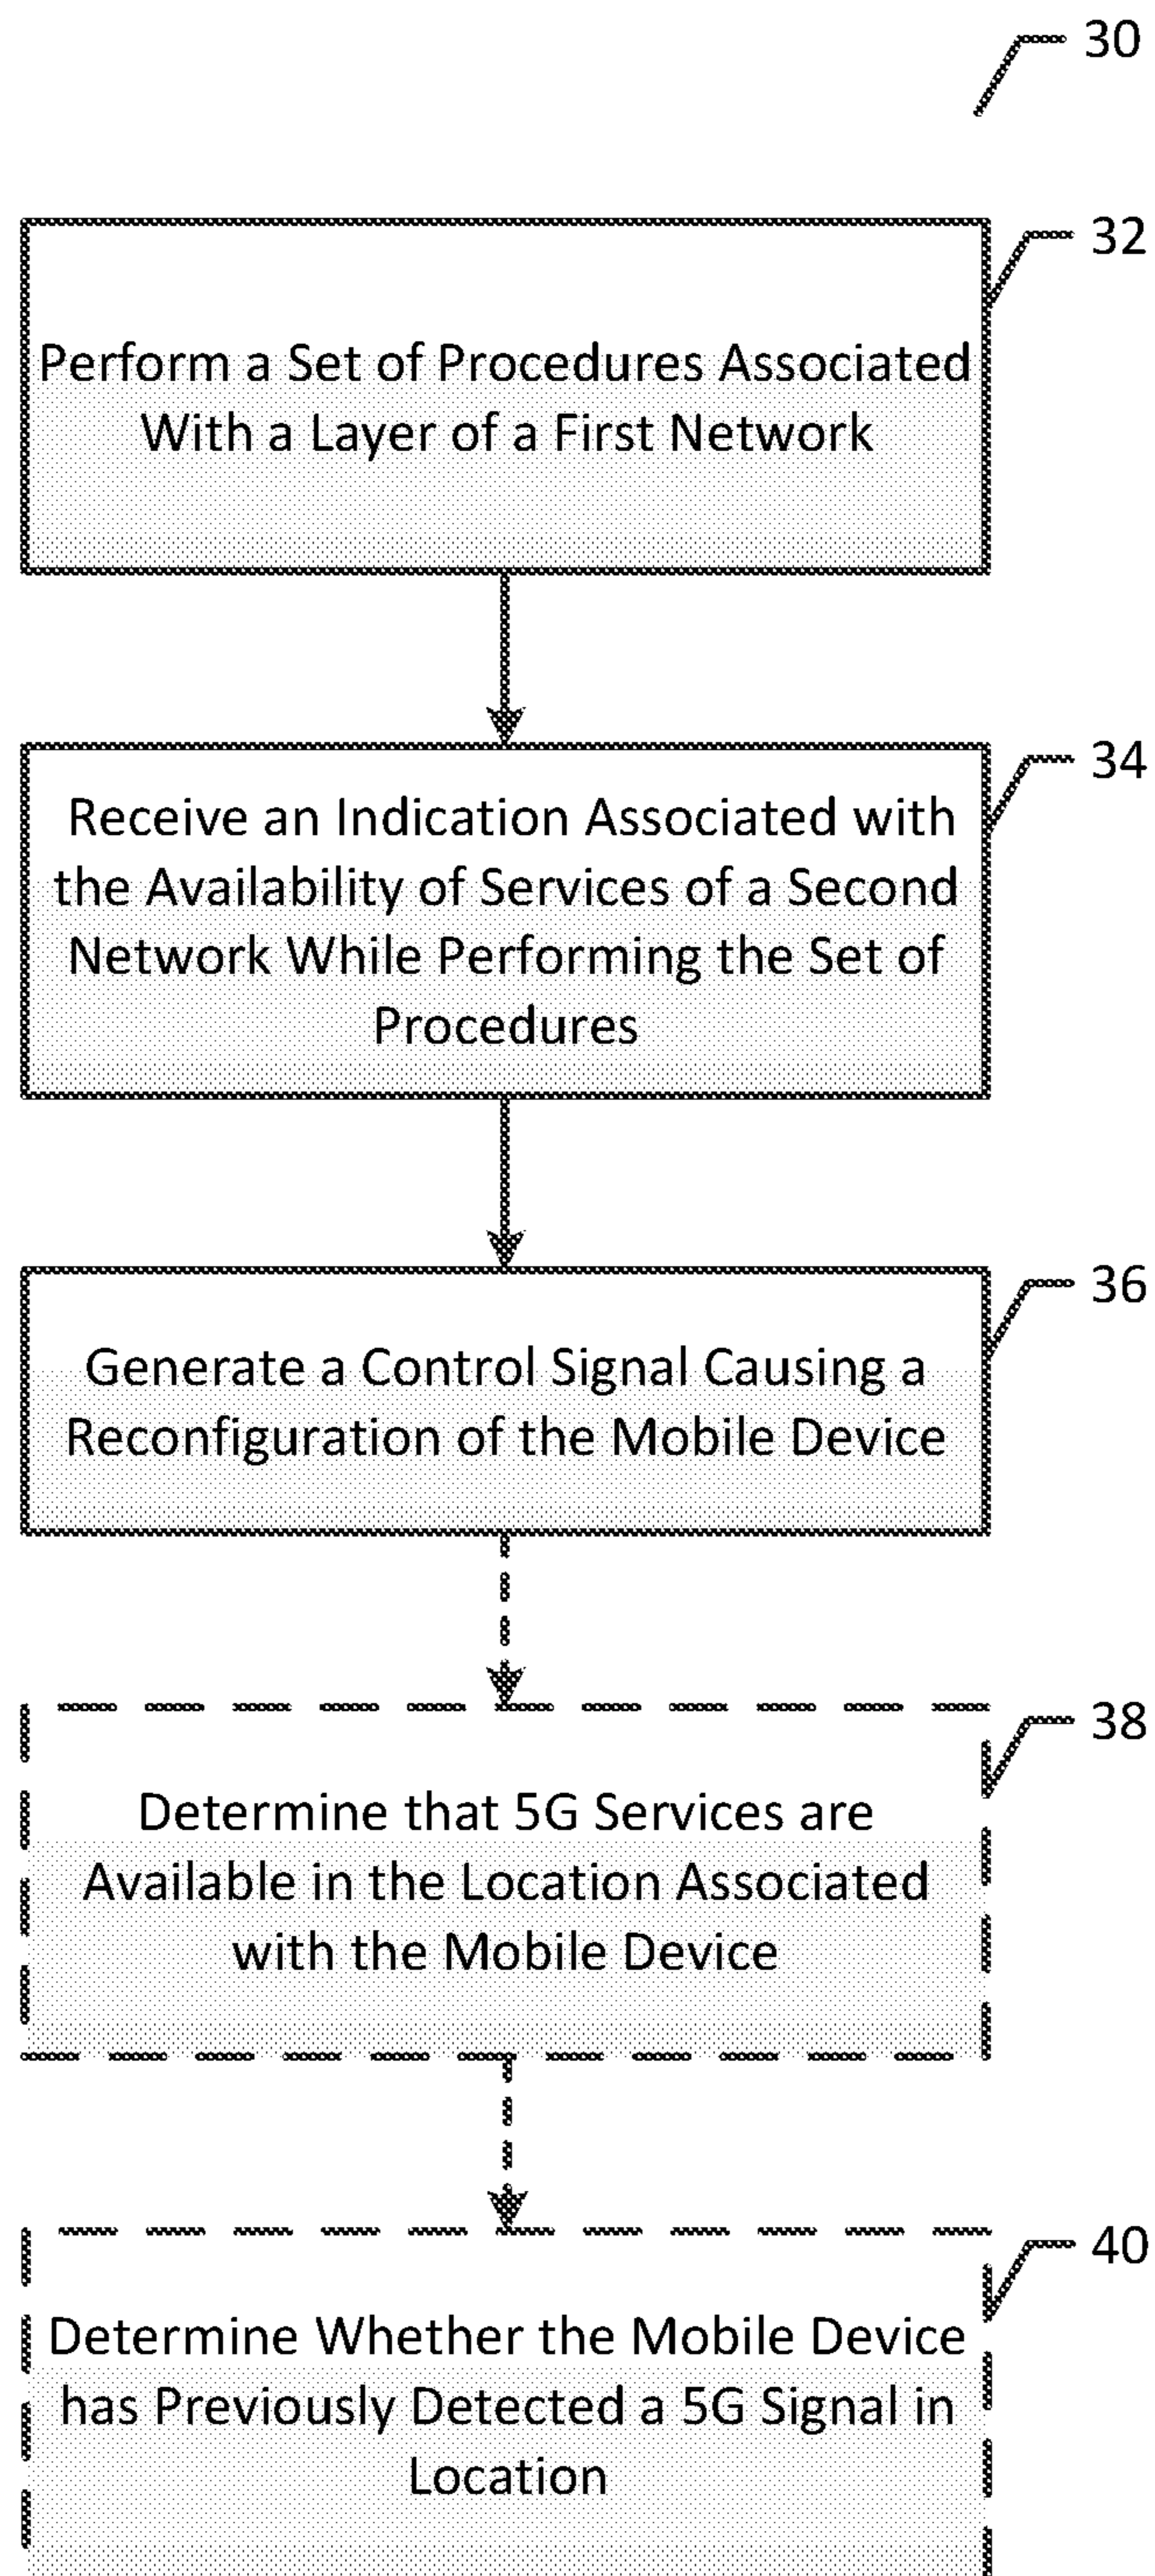 30
32
Perform a Set of Procedures Associated
With a Layer of a First Network
34
Receive an Indication Associated with
the Availability of Services of a Second
Network While Performing the Set of
Procedures
36
Generate a Control Signal Causing a
Reconfiguration of the Mobile Device
38
Determine that 5G Services are
Available in the Location Associated
with the Mobile Device
40
Determine Whether the Mobile Device
has Previously Detected a 5G Signal in
Location